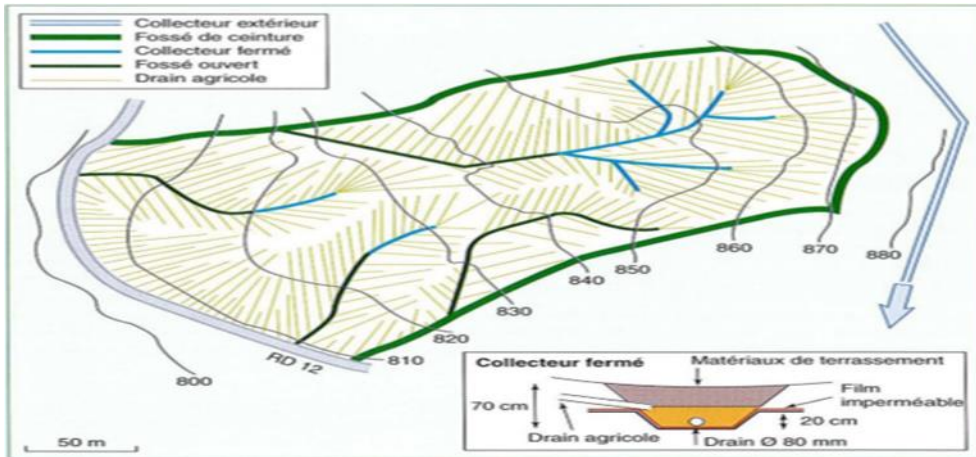 Collecteur extérieur
Fossé de ceinture
Collecteur fermé
Fossé ouvert
Drain agricole
880
870
860
850
840
830
820
810
RD 12
800
50 m
Collecteur fermé
Matériaux de terrassement
70 cm
Film
imperméable
20 cm
Drain agricole
Drain Ø 80 mm